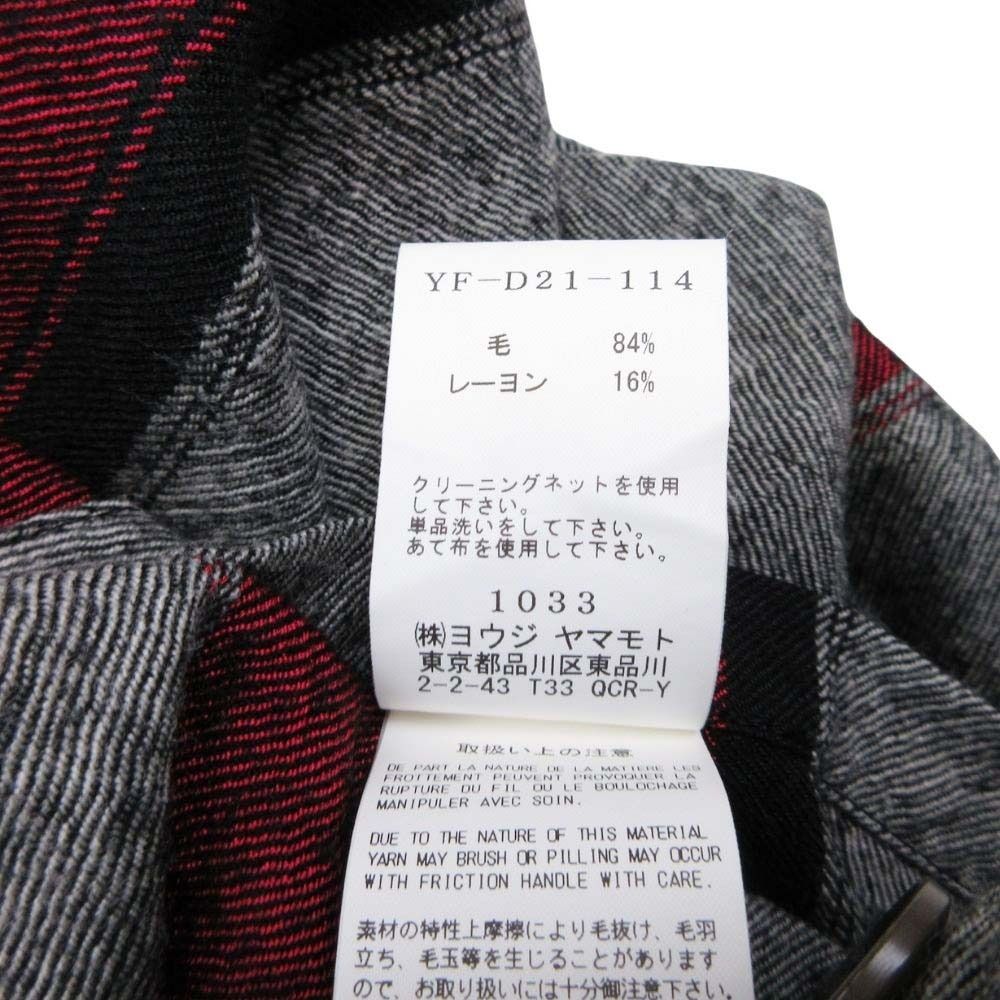 YF-D21-114
毛 84%
レーヨン 16%
クリーニングネットを使用
して下さい。
単品洗いをして下さい。
あて布を使用して下さい。
1033
㈱ヨウジ ヤマモト
東京都品川区東品川
2-2-43 T33 QCR-Y
取扱い上の注意
DE PART LA NATURE DE LA MATIERE LES
FROTTEMENT PEUVENT PROVOQUER LA
RUPTURE DU FIL OU LE BOULOCHAGE
MANIPULER AVEC SOIN.
DUE TO THE NATURE OF THIS MATERIAL
YARN MAY BRUSH OR PILLING MAY OCCUR
WITH FRICTION HANDLE WITH CARE.
素材の特性上摩擦により毛抜け、毛羽
立ち、毛玉等を生じることがあります
ので、お取り扱いには十分御注意下さい。